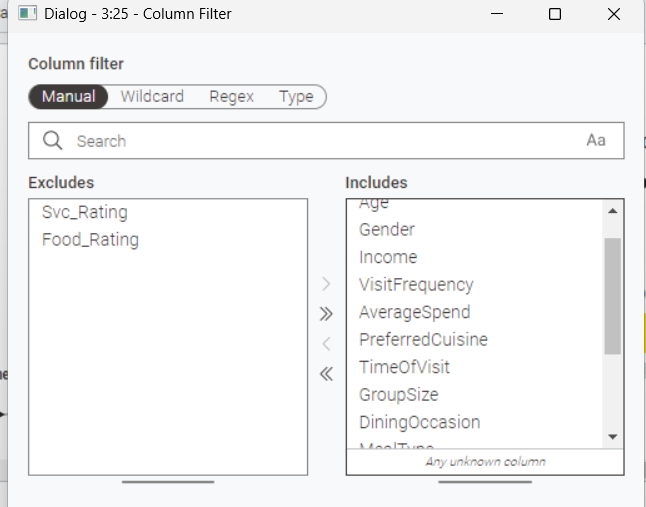 Dialog - 3:25 - Column Filter
Column filter
Manual Wildcard Regex Type
Search Aa
Excludes
Svc_Rating
Food_Rating
Includes
Age
Gender
Income
VisitFrequency
AverageSpend
PreferredCuisine
TimeOfVisit
GroupSize
DiningOccasion
MealType
Any unknown column